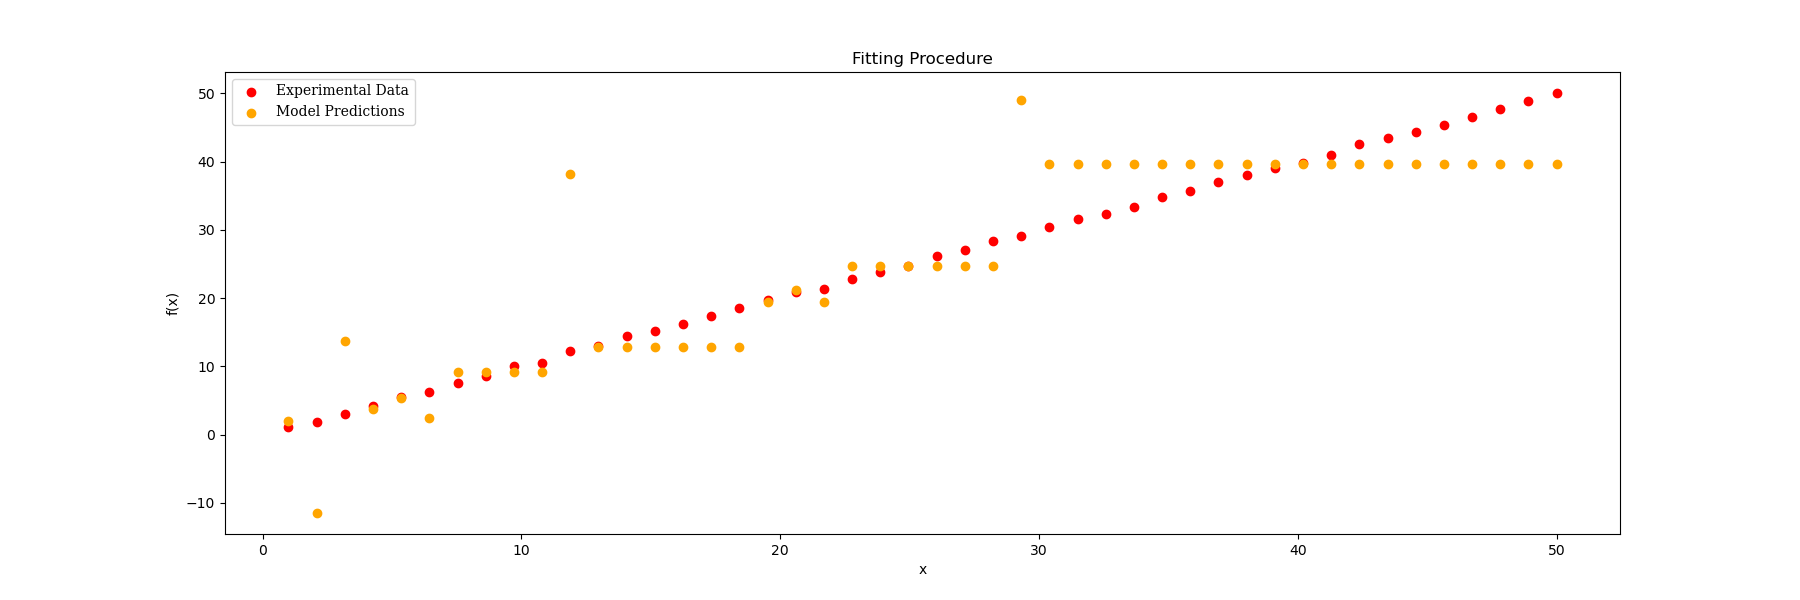 Fitting Procedure
Experimental Data
Model Predictions
50
40
30
20
10
0
−10
f(x)
0 10 20 30 40 50
x